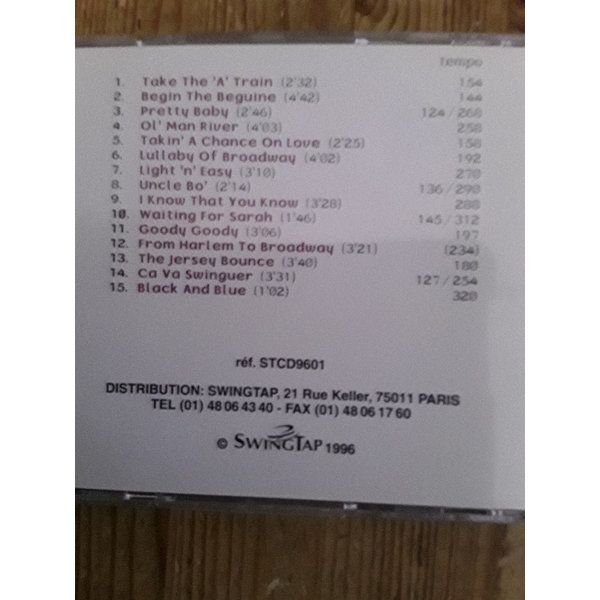 tempo
1. Take The 'A' Train (2'32) 154
2. Begin The Beguine (4'42) 144
3. Pretty Baby (2'46) 124 / 268
4. Ol' Man River (4'03) 258
5. Takin' A Chance On Love (2'25) 158
6. Lullaby Of Broadway (4'02) 192
7. Light 'n' Easy (3'10) 270
8. Uncle Bo' (2'14) 136 / 290
9. I Know That You Know (3'28) 288
10. Waiting For Sarah (1'46) 145 / 312
11. Goody Goody (3'06) 197
12. From Harlem To Broadway (3'21) (234)
13. The Jersey Bounce (3'40) 180
14. Ca Va Swinguer (3'31) 127 / 254
15. Black And Blue (1'02) 320
réf. STCD9601
DISTRIBUTION: SWINGTAP, 21 Rue Keller, 75011 PARIS
TEL (01) 48 06 43 40 - FAX (01) 48 06 17 60
© SWINGTAP 1996